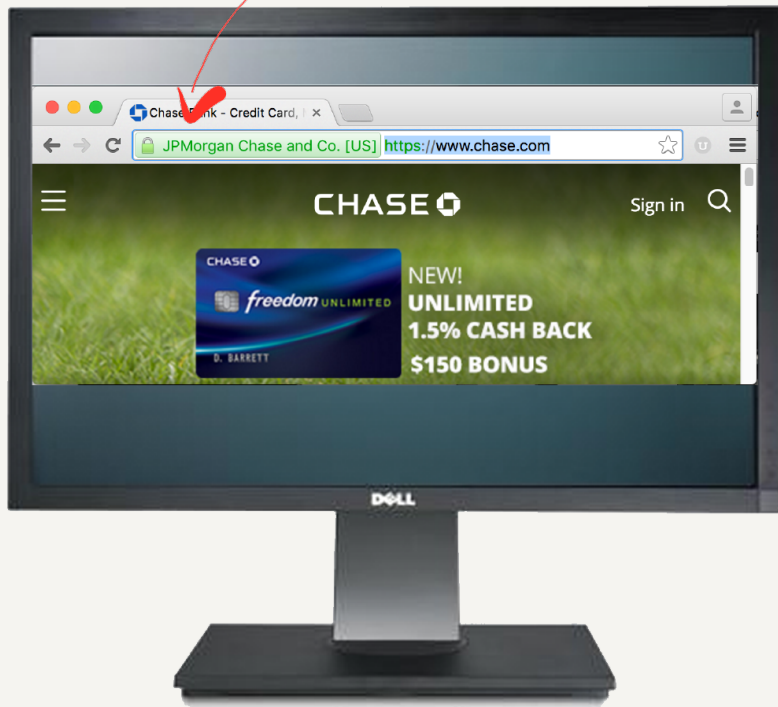 Chase Bank - Credit Card,
JPMorgan Chase and Co. [US] https://www.chase.com
CHASE
Sign in
CHASE
freedom UNLIMITED
D. BARRETT
NEW!
UNLIMITED
1.5% CASH BACK
$150 BONUS
DELL